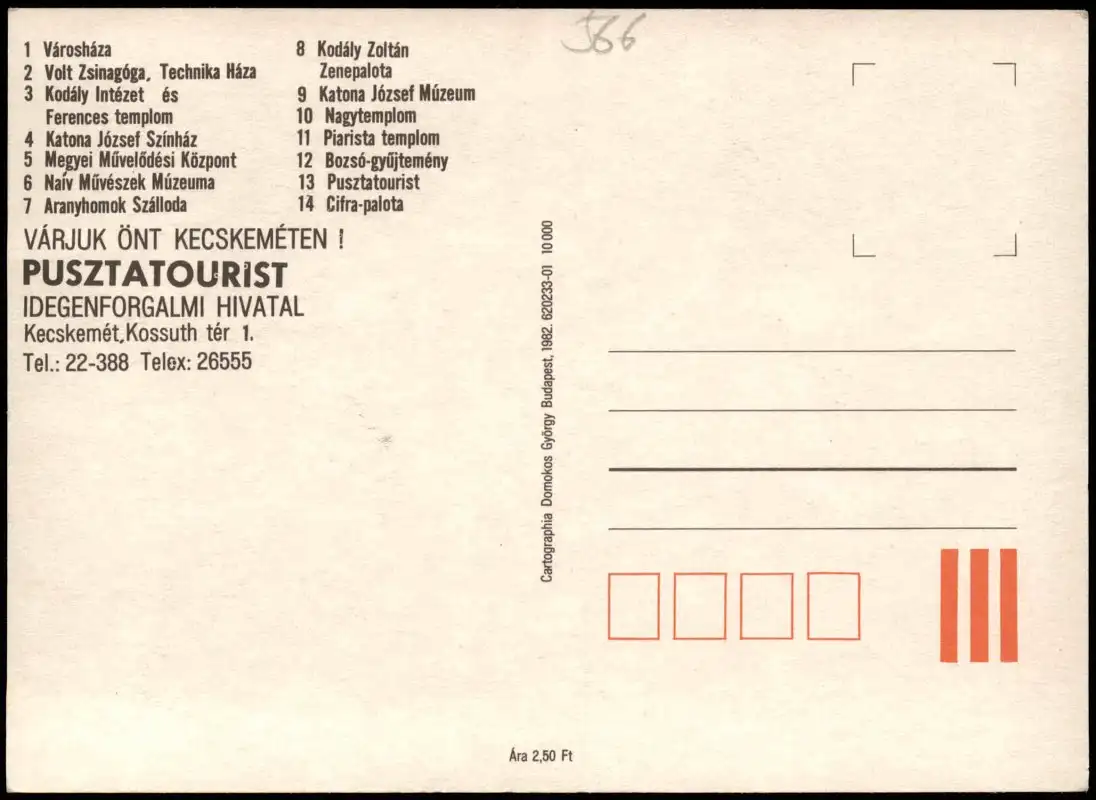 566
1 Városháza
2 Volt Zsinagóga, Technika Háza
3 Kodály Intézet és
Ferences templom
4 Katona József Színház
5 Megyei Művelődési Központ
6 Naív Művészek Múzeuma
7 Aranyhomok Szálloda
8 Kodály Zoltán
Zenepalota
9 Katona József Múzeum
10 Nagytemplom
11 Piarista templom
12 Bozsó-gyűjtemény
13 Pusztatourist
14 Cifra-palota
VÁRJUK ÖNT KECSKEMÉTEN !
PUSZTATOURIST
IDEGENFORGALMI HIVATAL
Kecskemét,Kossuth tér 1.
Tel.: 22-388 Telex: 26555
Cartographia Domokos György Budapest, 1982. 620233-01 10 000
Ára 2,50 Ft